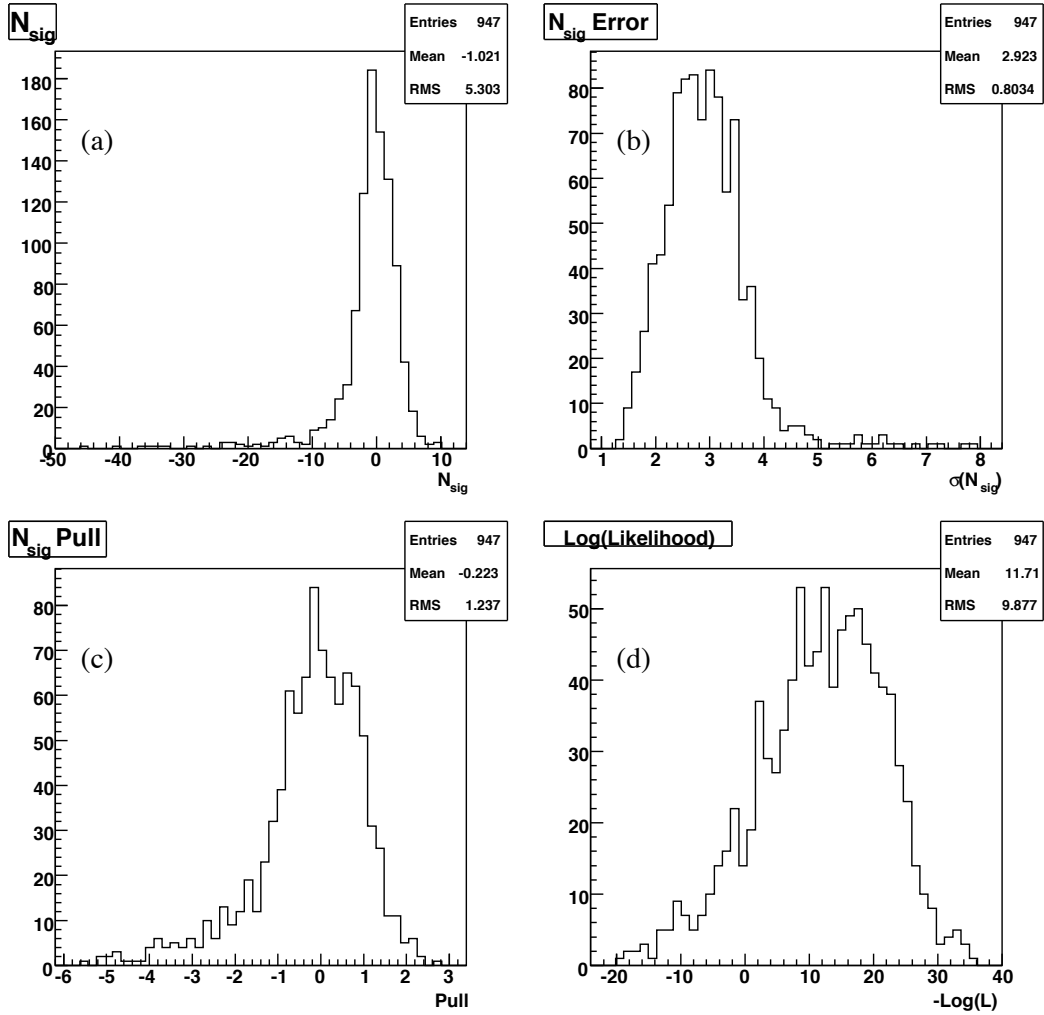 N_sig
Entries 947
Mean -1.021
RMS 5.303
(a)
180
160
140
120
100
80
60
40
20
0
-50 -40 -30 -20 -10 0 10
N_sig
N_sig Error
Entries 947
Mean 2.923
RMS 0.8034
(b)
80
70
60
50
40
30
20
10
0
1 2 3 4 5 6 7 8
σ(N_sig)
N_sig Pull
Entries 947
Mean -0.223
RMS 1.237
(c)
80
70
60
50
40
30
20
10
0
-6 -5 -4 -3 -2 -1 0 1 2 3
Pull
Log(Likelihood)
Entries 947
Mean 11.71
RMS 9.877
(d)
50
40
30
20
10
0
-20 -10 0 10 20 30 40
-Log(L)